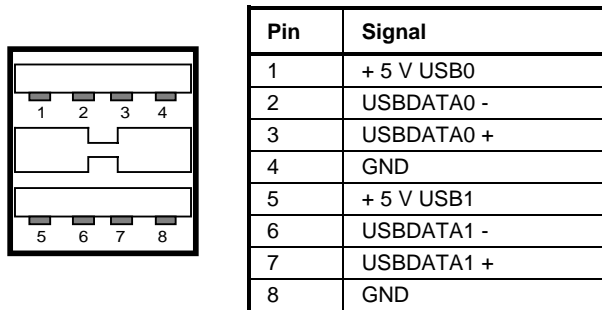 1 2 3 4
5 6 7 8
Pin Signal
1 + 5 V USB0
2 USBDATA0 -
3 USBDATA0 +
4 GND
5 + 5 V USB1
6 USBDATA1 -
7 USBDATA1 +
8 GND